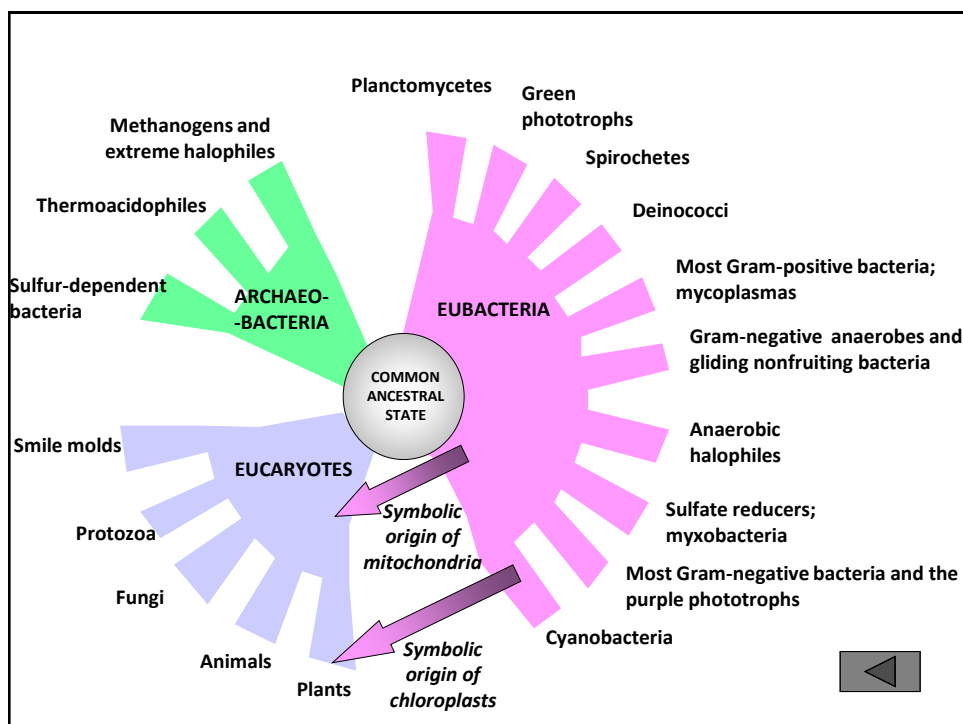 Planctomycetes
Green
phototrophs
Methanogens and
extreme halophiles
Spirochetes
Thermoacidophiles
Deinococci
Sulfur-dependent
bacteria
ARCHAEO-
-BACTERIA
EUBACTERIA
Most Gram-positive bacteria;
mycoplasmas
Gram-negative anaerobes and
gliding nonfruiting bacteria
COMMON
ANCESTRAL
STATE
Smile molds
EUCARYOTES
Anaerobic
halophiles
Symbolic
origin of
mitochondria
Protozoa
Sulfate reducers;
myxobacteria
Fungi
Most Gram-negative bacteria and the
purple phototrophs
Cyanobacteria
Animals
Symbolic
origin of
chloroplasts
Plants